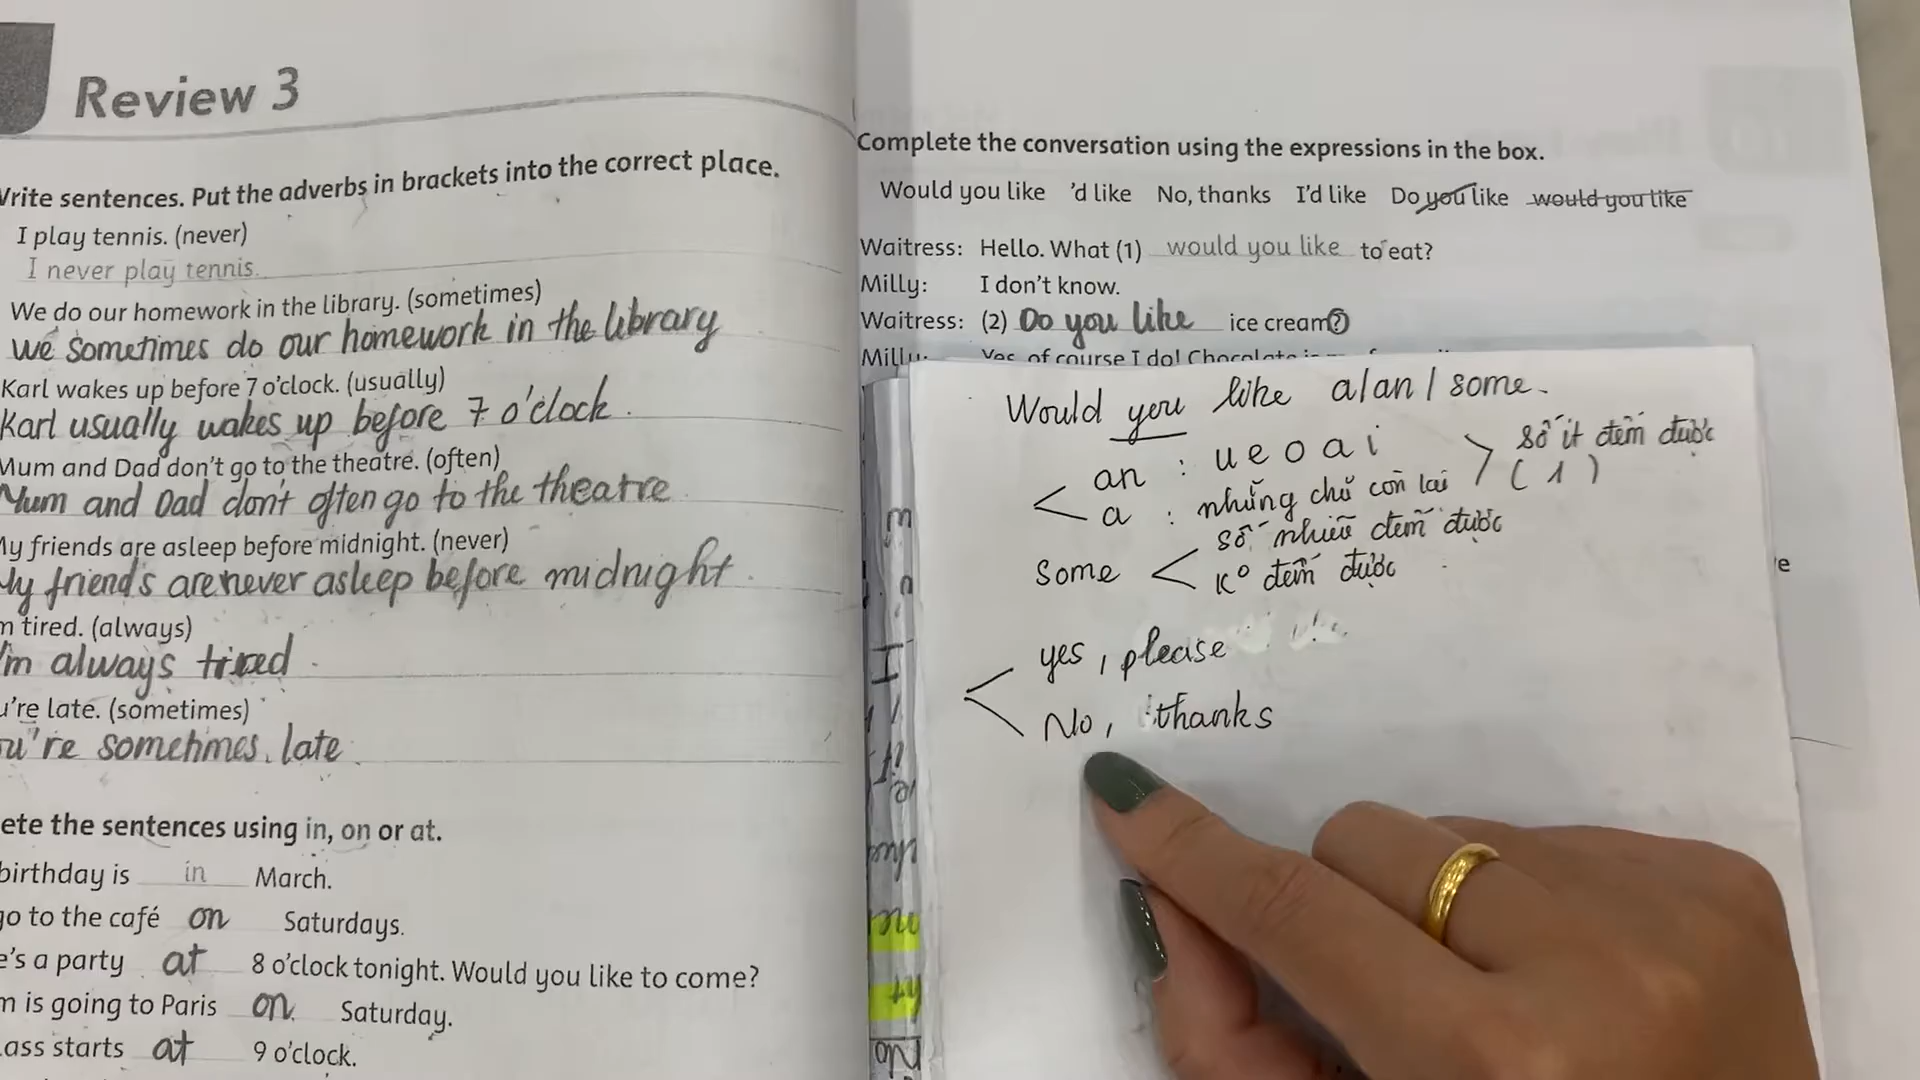 Review 3
Write sentences. Put the adverbs in brackets into the correct place.
I play tennis. (never)
I never play tennis.
We do our homework in the library. (sometimes)
We sometimes do our homework in the library
Karl wakes up before 7 o'clock. (usually)
Karl usually wakes up before 7 o'clock.
Mum and Dad don't go to the theatre. (often)
Mum and Dad don't often go to the theatre
My friends are asleep before midnight. (never)
My friends are never asleep before midnight.
m tired. (always)
I'm always tired.
u're late. (sometimes)
ou're sometimes late
ete the sentences using in, on or at.
birthday is in March.
go to the café on Saturdays.
e's a party at 8 o'clock tonight. Would you like to come?
m is going to Paris on Saturday.
lass starts at 9 o'clock.
Complete the conversation using the expressions in the box.
Would you like 'd like No, thanks I'd like Do you like would you like
Waitress: Hello. What (1) would you like to eat?
Milly: I don't know.
Waitress: (2) Do you like ice cream?
Milly: Yes, of course I do! Chocolate is
Would you like a/an/some.
an : u e o a i
số ít đếm được
(1)
a : những chữ còn lại
some
số nhiều đếm được
K° đếm được
yes, please
No, thanks
e